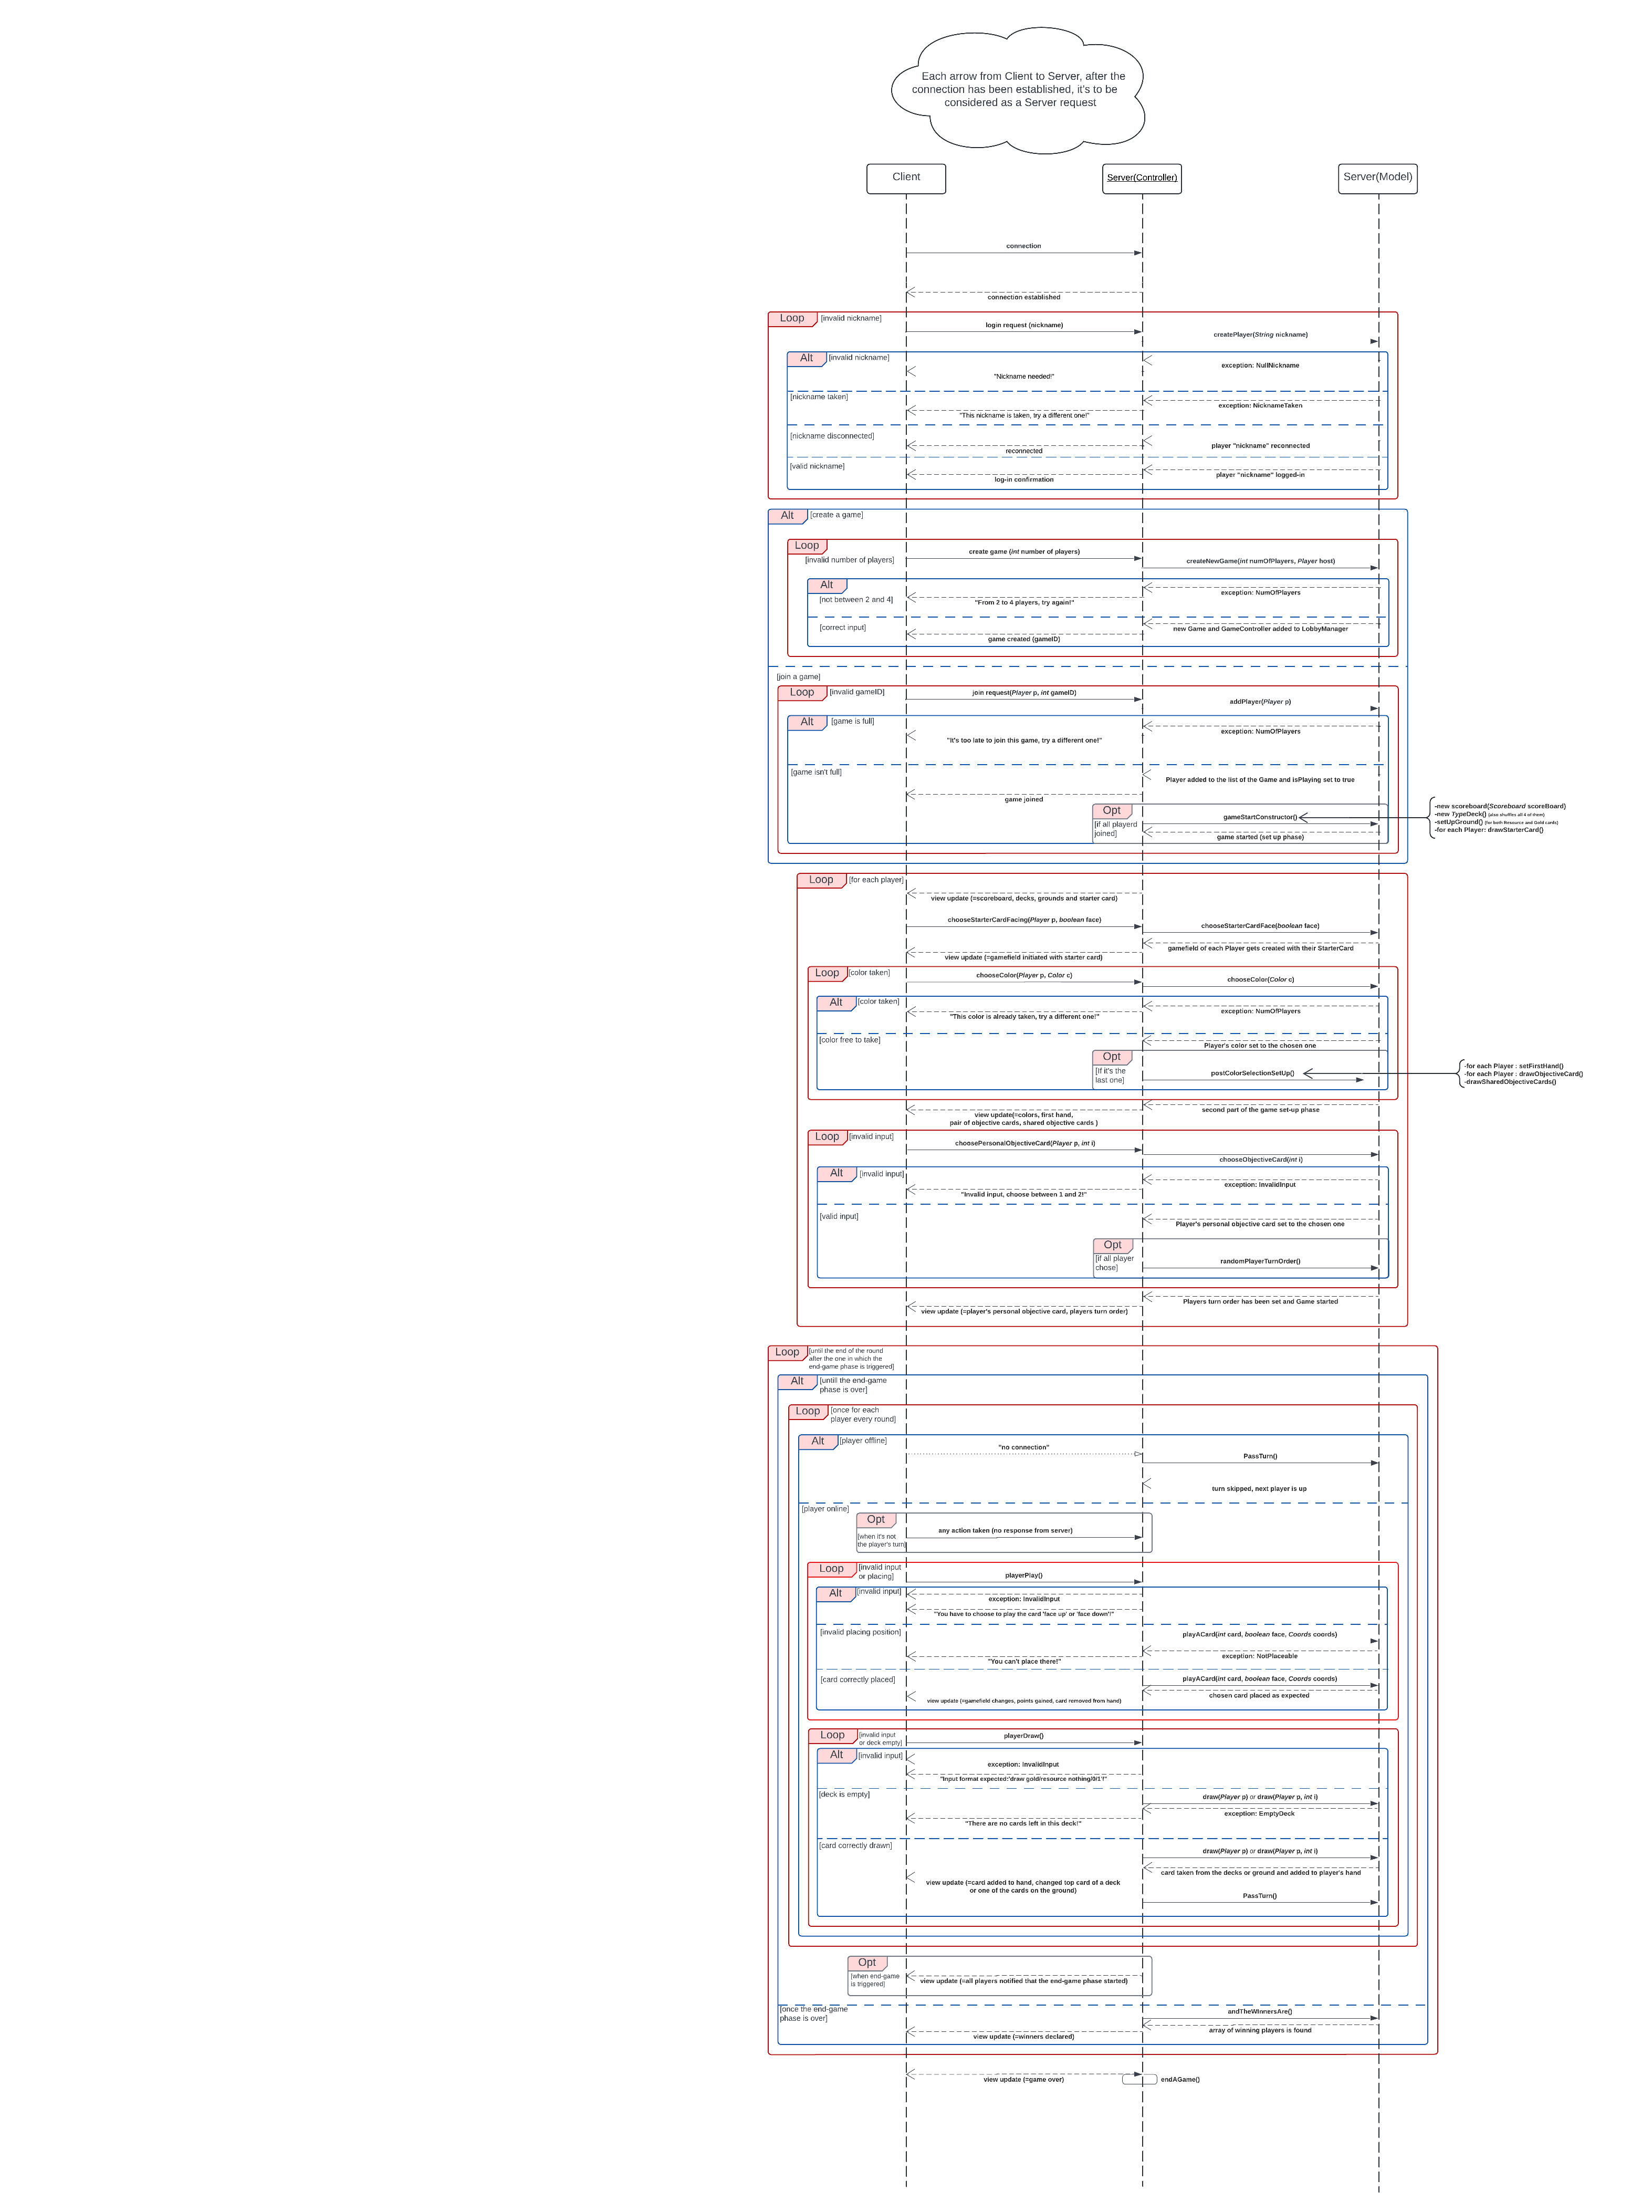 Each arrow from Client to Server, after the
connection has been established, it's to be
considered as a Server request
Client
Server(Controller)
Server(Model)
connection
connection established
Loop
[invalid nickname]
login request (nickname)
createPlayer(String nickname)
Alt
[invalid nickname]
exception: NullNickname
"Nickname needed!"
[nickname taken]
exception: NicknameTaken
"This nickname is taken, try a different one!"
[nickname disconnected]
player "nickname" reconnected
reconnected
[valid nickname]
player "nickname" logged-in
log-in confirmation
Alt
[create a game]
Loop
[invalid number of players]
create game (int number of players)
createNewGame(int numOfPlayers, Player host)
Alt
[not between 2 and 4]
exception: NumOfPlayers
"From 2 to 4 players, try again!"
[correct input]
new Game and GameController added to LobbyManager
game created (gameID)
[join a game]
Loop
[invalid gameID]
join request(Player p, int gameID)
addPlayer(Player p)
Alt
[game is full]
exception: NumOfPlayers
"It's too late to join this game, try a different one!"
[game isn't full]
Player added to the list of the Game and isPlaying set to true
game joined
Opt
[if all playerd
joined]
gameStartConstructor()
game started (set up phase)
-new scoreboard(Scoreboard scoreBoard)
-new TypeDeck() (also shuffles all 4 of them)
-setUpGround() (for both Resource and Gold cards)
-for each Player: drawStarterCard()
Loop
[for each player]
view update (=scoreboard, decks, grounds and starter card)
chooseStarterCardFacing(Player p, boolean face)
chooseStarterCardFace(boolean face)
gamefield of each Player gets created with their StarterCard
view update (=gamefield initiated with starter card)
Loop
[color taken]
chooseColor(Player p, Color c)
chooseColor(Color c)
Alt
[color taken]
exception: NumOfPlayers
"This color is already taken, try a different one!"
[color free to take]
Player's color set to the chosen one
Opt
[If it's the
last one]
postColorSelectionSetUp()
-for each Player : setFirstHand()
-for each Player : drawObjectiveCard()
-drawSharedObjectiveCards()
second part of the game set-up phase
view update(=colors, first hand,
pair of objective cards, shared objective cards )
Loop
[invalid input]
choosePersonalObjectiveCard(Player p, int i)
chooseObjectiveCard(int i)
Alt
[invalid input]
exception: InvalidInput
"Invalid input, choose between 1 and 2!"
[valid input]
Player's personal objective card set to the chosen one
Opt
[if all player
chose]
randomPlayerTurnOrder()
Players turn order has been set and Game started
view update (=player's personal objective card, players turn order)
Loop
[until the end of the round
after the one in which the
end-game phase is triggered]
Alt
[untill the end-game
phase is over]
Loop
[once for each
player every round]
Alt
[player offline]
"no connection"
PassTurn()
turn skipped, next player is up
[player online]
Opt
[when it's not
the player's turn]
any action taken (no response from server)
Loop
[invalid input
or placing]
playerPlay()
Alt
[invalid input]
exception: InvalidInput
"You have to choose to play the card 'face up' or 'face down'!"
[invalid placing position]
playACard(int card, boolean face, Coords coords)
exception: NotPlaceable
"You can't place there!"
[card correctly placed]
playACard(int card, boolean face, Coords coords)
chosen card placed as expected
view update (=gamefield changes, points gained, card removed from hand)
Loop
[invalid input
or deck empty]
playerDraw()
Alt
[invalid input]
exception: InvalidInput
"Input format expected:'draw gold/resource nothing/0/1'!"
[deck is empty]
draw(Player p) or draw(Player p, int i)
exception: EmptyDeck
"There are no cards left in this deck!"
[card correctly drawn]
draw(Player p) or draw(Player p, int i)
card taken from the decks or ground and added to player's hand
view update (=card added to hand, changed top card of a deck
or one of the cards on the ground)
PassTurn()
Opt
[when end-game
is triggered]
view update (=all players notified that the end-game phase started)
[once the end-game
phase is over]
andTheWInnersAre()
array of winning players is found
view update (=winners declared)
view update (=game over)
endAGame()